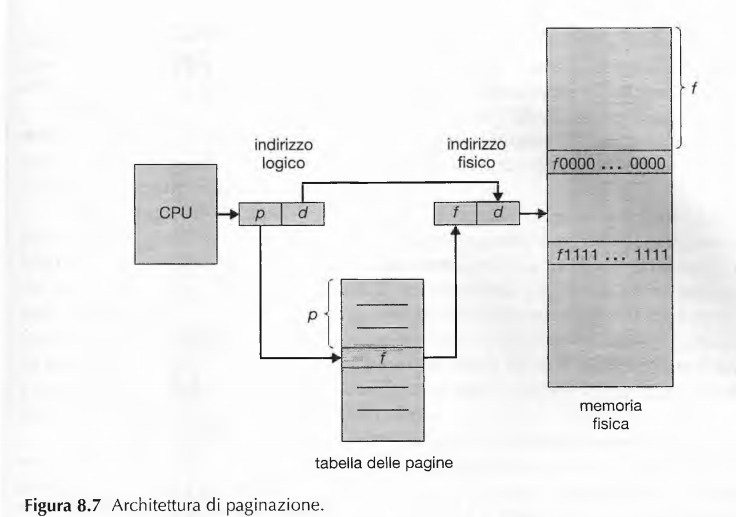 indirizzo
logico
indirizzo
fisico
f
f0000 ... 0000
CPU
p d
f d
f1111 ... 1111
p
f
memoria
fisica
tabella delle pagine
Figura 8.7 Architettura di paginazione.